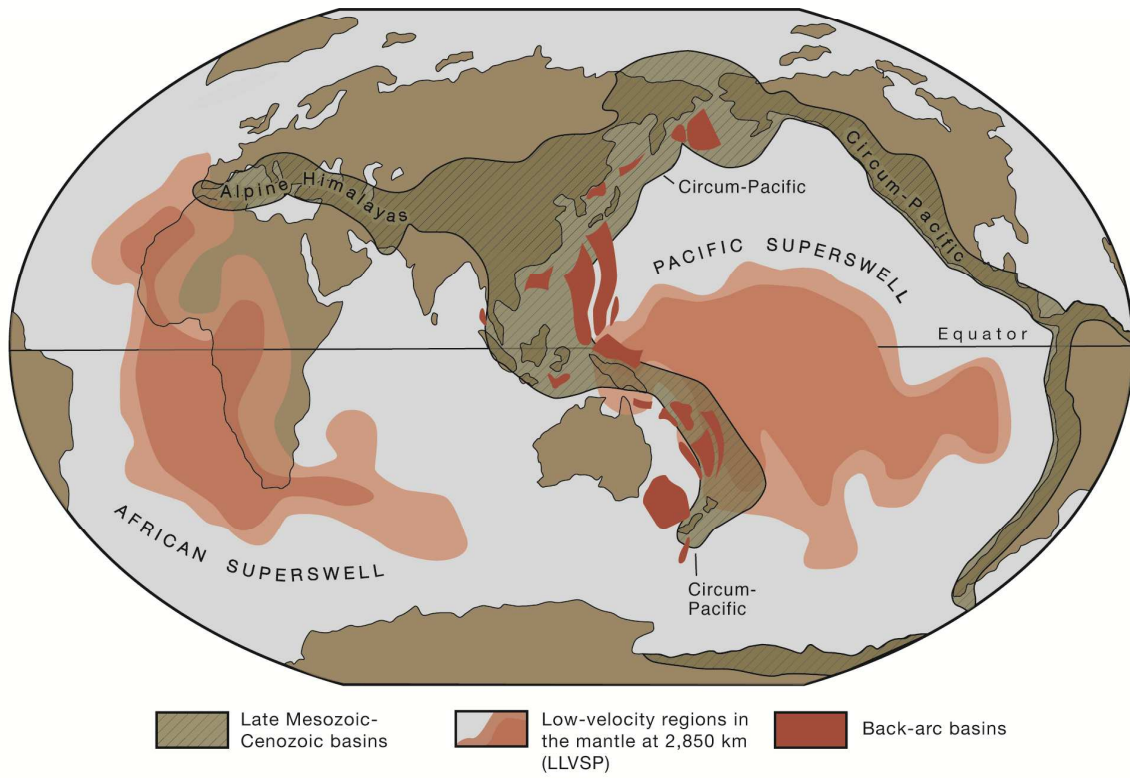 Alpine Himalayas
Circum-Pacific
Circum-Pacific
PACIFIC SUPERSWELL
Equator
AFRICAN SUPERSWELL
Circum-
Pacific
Late Mesozoic-
Cenozoic basins
Low-velocity regions in
the mantle at 2,850 km
(LLVSP)
Back-arc basins